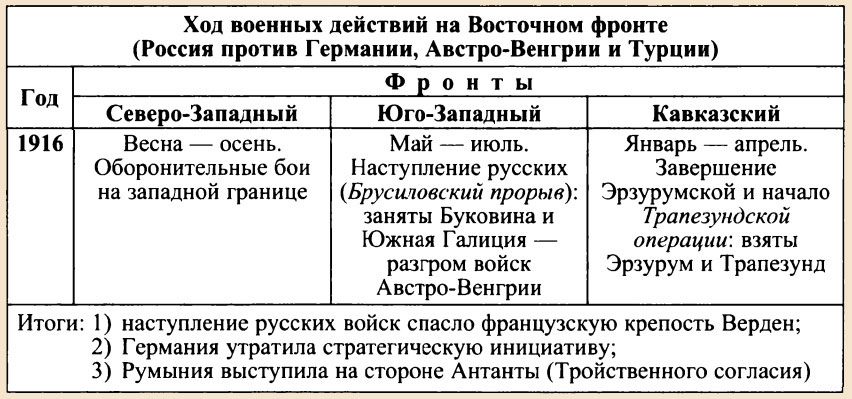 Ход военных действий на Восточном фронте
(Россия против Германии, Австро-Венгрии и Турции)
Год
Фронты
Северо-Западный
Юго-Западный
Кавказский
1916
Весна — осень.
Оборонительные бои
на западной границе
Май — июль.
Наступление русских
(Брусиловский прорыв):
заняты Буковина и
Южная Галиция —
разгром войск
Австро-Венгрии
Январь — апрель.
Завершение
Эрзурумской и начало
Трапезундской
операции: взяты
Эрзурум и Трапезунд
Итоги: 1) наступление русских войск спасло французскую крепость Верден;
2) Германия утратила стратегическую инициативу;
3) Румыния выступила на стороне Антанты (Тройственного согласия)